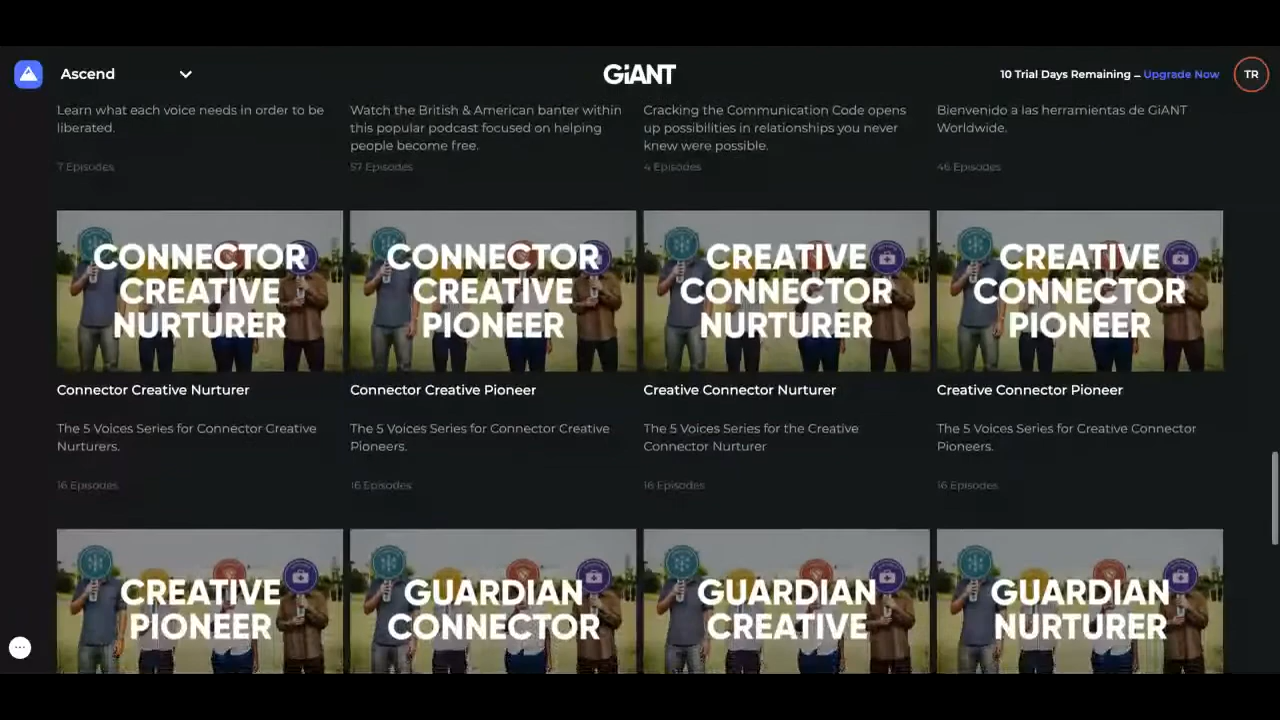 Ascend
GiANT
10 Trial Days Remaining – Upgrade Now
TR
Learn what each voice needs in order to be
liberated.
7 Episodes
Watch the British & American banter within
this popular podcast focused on helping
people become free.
57 Episodes
Cracking the Communication Code opens
up possibilities in relationships you never
knew were possible.
4 Episodes
Bienvenido a las herramientas de GiANT
Worldwide.
46 Episodes
CONNECTOR
CREATIVE
NURTURER
Connector Creative Nurturer
The 5 Voices Series for Connector Creative
Nurturers.
16 Episodes
CONNECTOR
CREATIVE
PIONEER
Connector Creative Pioneer
The 5 Voices Series for Connector Creative
Pioneers.
16 Episodes
CREATIVE
CONNECTOR
NURTURER
Creative Connector Nurturer
The 5 Voices Series for the Creative
Connector Nurturer
16 Episodes
CREATIVE
CONNECTOR
PIONEER
Creative Connector Pioneer
The 5 Voices Series for Creative Connector
Pioneers.
16 Episodes
CREATIVE
PIONEER
GUARDIAN
CONNECTOR
GUARDIAN
CREATIVE
GUARDIAN
NURTURER